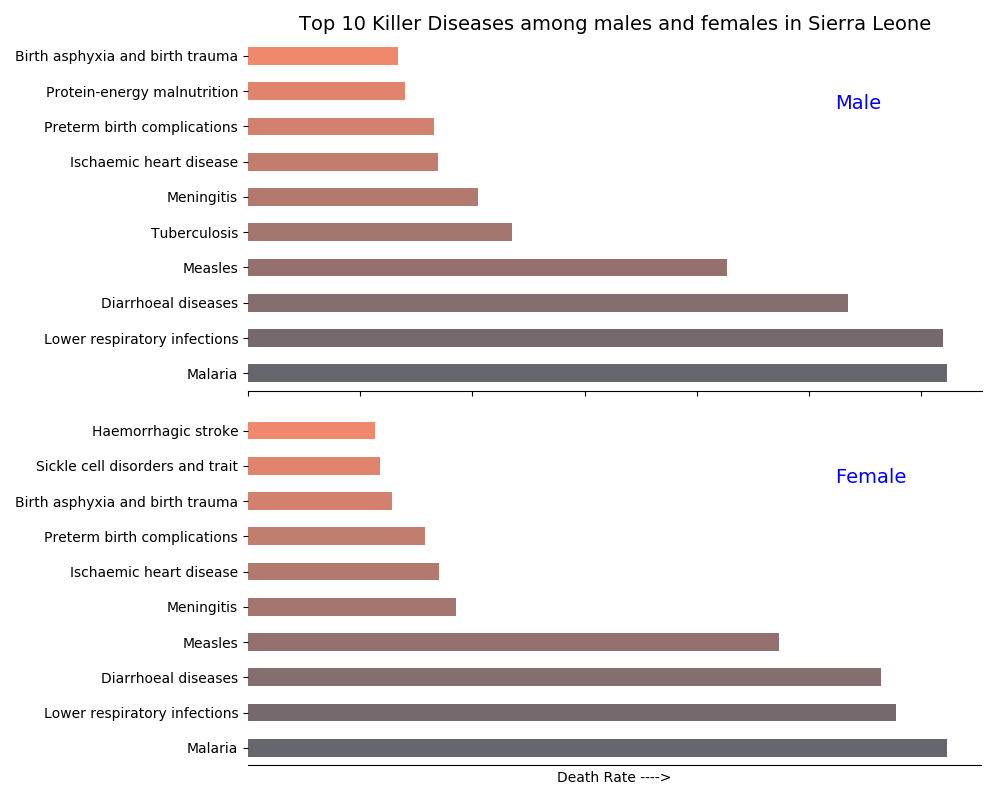 Top 10 Killer Diseases among males and females in Sierra Leone
Birth asphyxia and birth trauma
Protein-energy malnutrition
Male
Preterm birth complications
Ischaemic heart disease
Meningitis
Tuberculosis
Measles
Diarrhoeal diseases
Lower respiratory infections
Malaria
Haemorrhagic stroke
Sickle cell disorders and trait
Female
Birth asphyxia and birth trauma
Preterm birth complications
Ischaemic heart disease
Meningitis
Measles
Diarrhoeal diseases
Lower respiratory infections
Malaria
Death Rate ---->